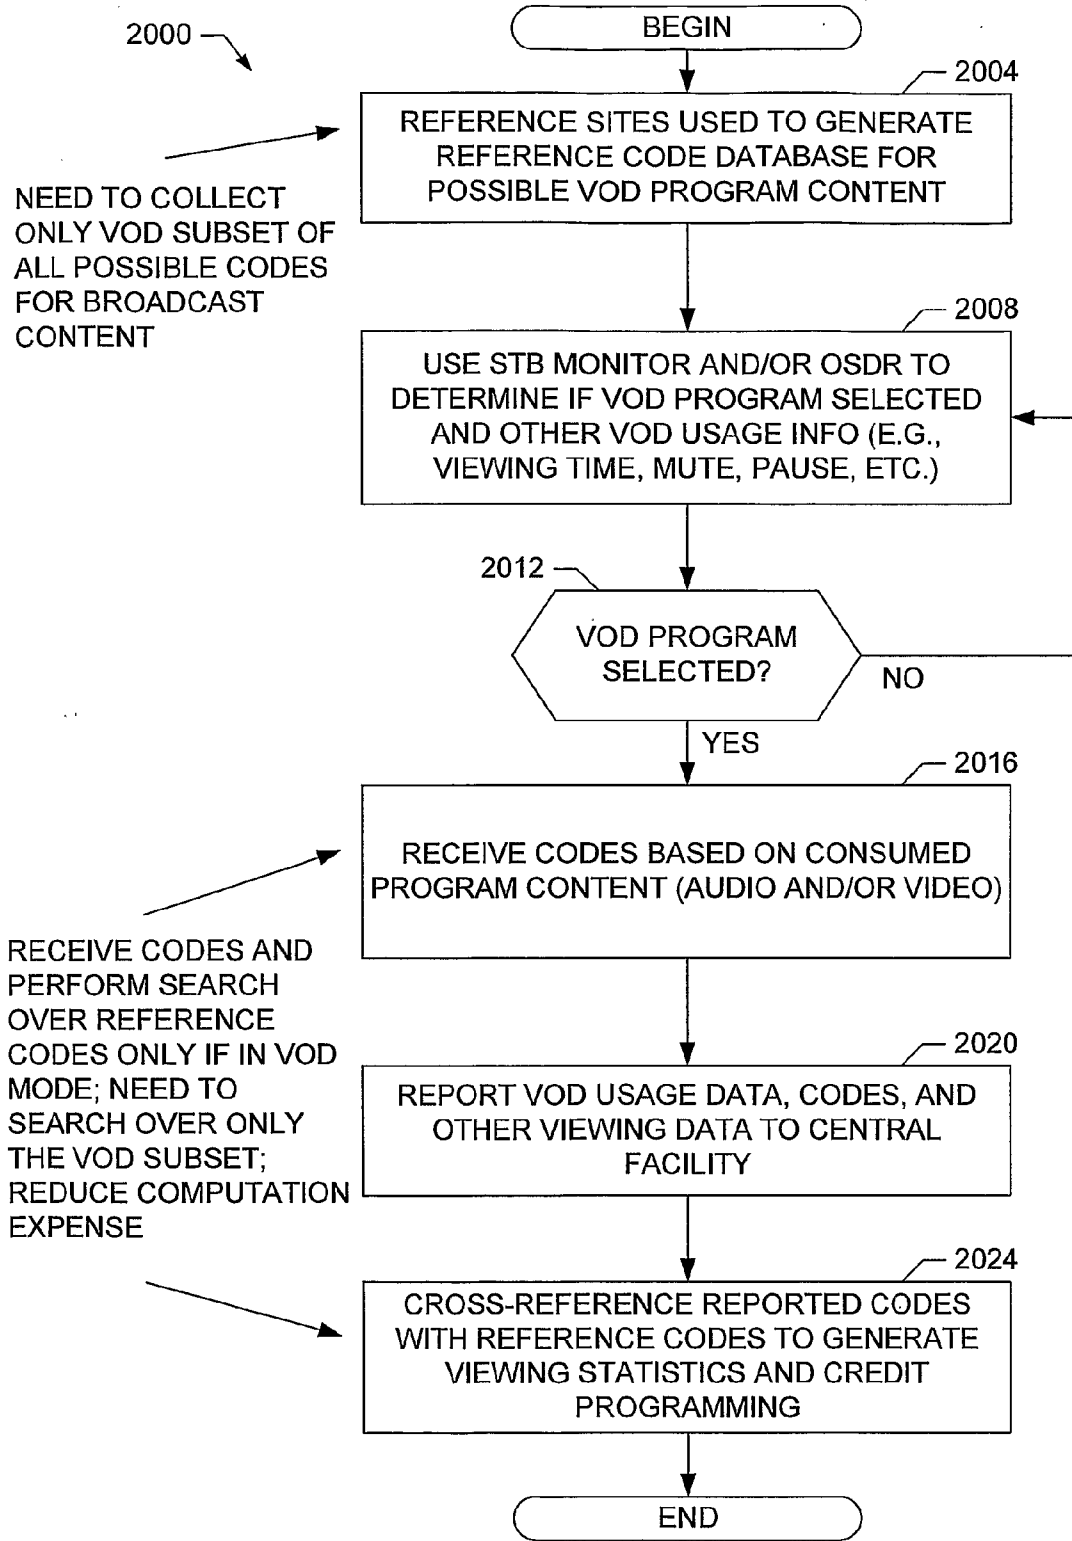 2000
BEGIN
2004
REFERENCE SITES USED TO GENERATE
REFERENCE CODE DATABASE FOR
POSSIBLE VOD PROGRAM CONTENT
NEED TO COLLECT
ONLY VOD SUBSET OF
ALL POSSIBLE CODES
FOR BROADCAST
CONTENT
2008
USE STB MONITOR AND/OR OSDR TO
DETERMINE IF VOD PROGRAM SELECTED
AND OTHER VOD USAGE INFO (E.G.,
VIEWING TIME, MUTE, PAUSE, ETC.)
2012
VOD PROGRAM
SELECTED?
NO
YES
2016
RECEIVE CODES BASED ON CONSUMED
PROGRAM CONTENT (AUDIO AND/OR VIDEO)
RECEIVE CODES AND
PERFORM SEARCH
OVER REFERENCE
CODES ONLY IF IN VOD
MODE; NEED TO
SEARCH OVER ONLY
THE VOD SUBSET;
REDUCE COMPUTATION
EXPENSE
2020
REPORT VOD USAGE DATA, CODES, AND
OTHER VIEWING DATA TO CENTRAL
FACILITY
2024
CROSS-REFERENCE REPORTED CODES
WITH REFERENCE CODES TO GENERATE
VIEWING STATISTICS AND CREDIT
PROGRAMMING
END